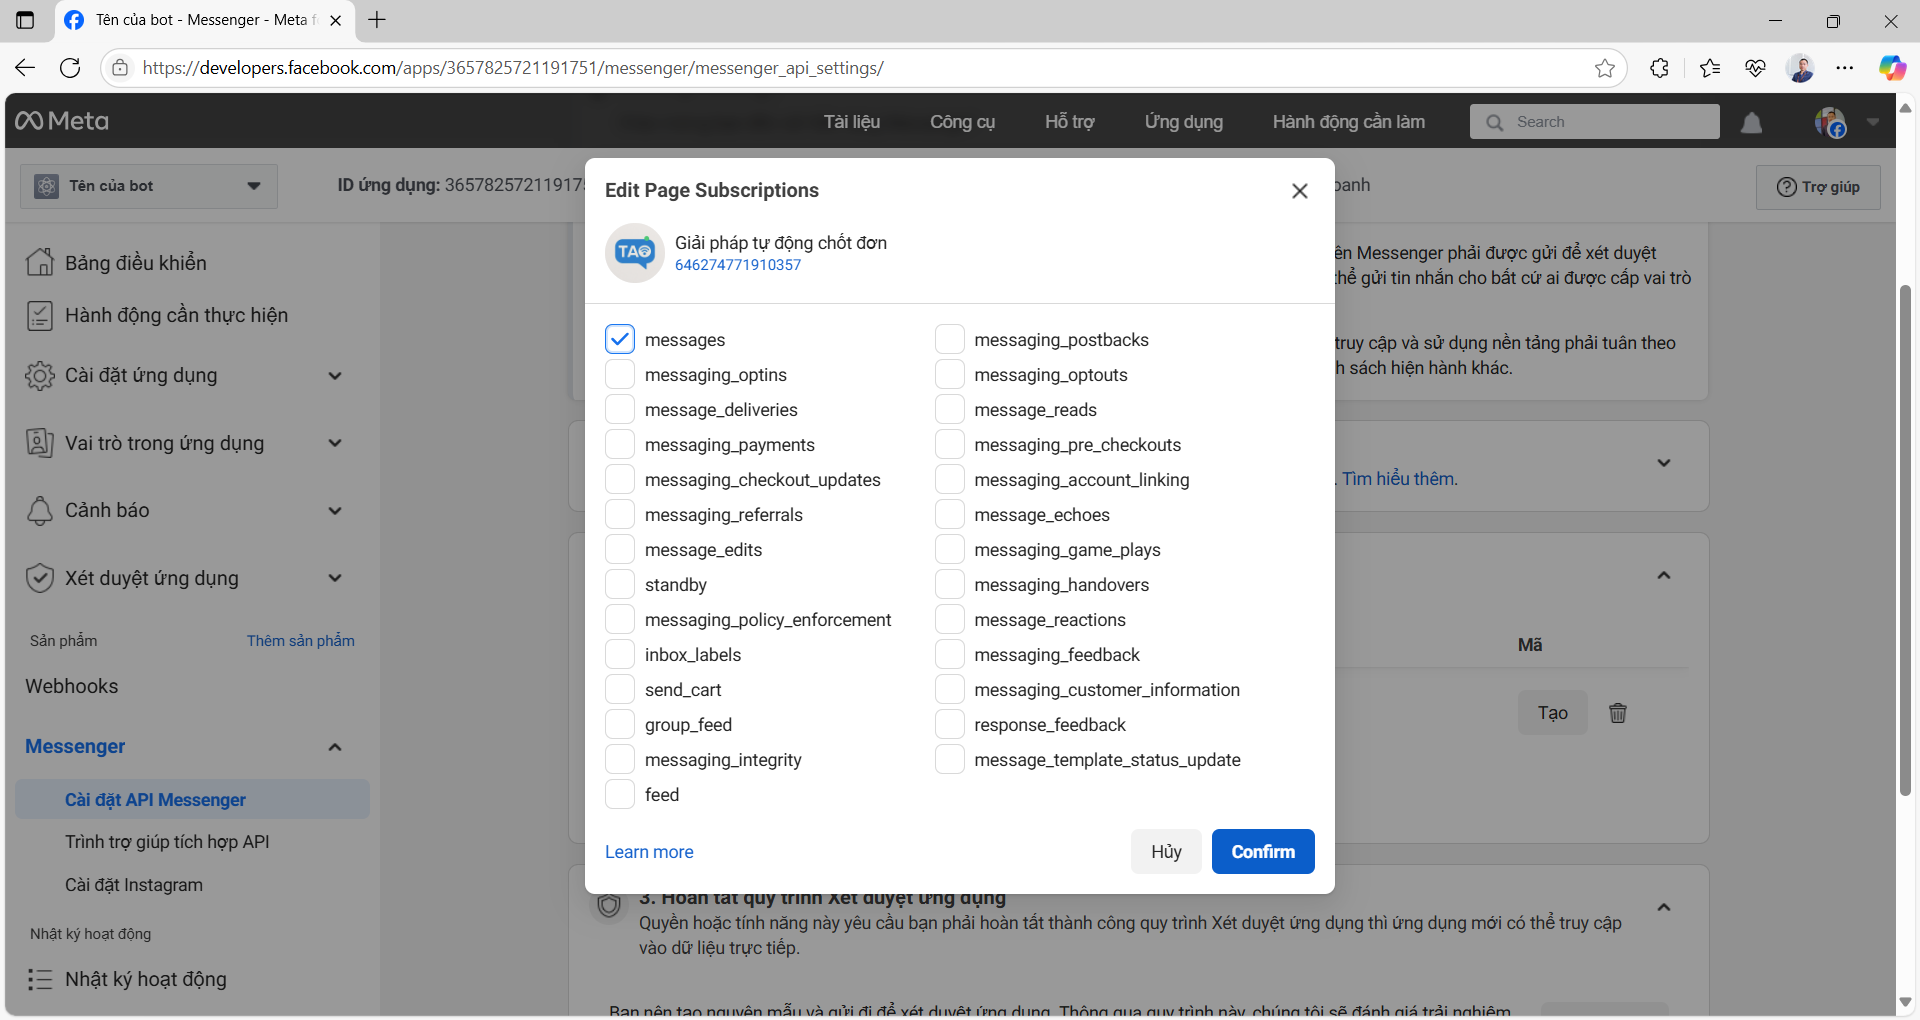 Tên của bot - Messenger - Meta f
https://developers.facebook.com/apps/3657825721191751/messenger/messenger_api_settings/
Meta
Tài liệu
Công cụ
Hỗ trợ
Ứng dụng
Hành động cần làm
Search
Tên của bot
ID ứng dụng: 365782572119175
Trợ giúp
Bảng điều khiển
Hành động cần thực hiện
Cài đặt ứng dụng
Vai trò trong ứng dụng
Cảnh báo
Xét duyệt ứng dụng
Sản phẩm
Thêm sản phẩm
Webhooks
Messenger
Cài đặt API Messenger
Trình trợ giúp tích hợp API
Cài đặt Instagram
Nhật ký hoạt động
Nhật ký hoạt động
Edit Page Subscriptions
Giải pháp tự động chốt đơn
646274771910357
TAO
messages
messaging_postbacks
messaging_optins
messaging_optouts
message_deliveries
message_reads
messaging_payments
messaging_pre_checkouts
messaging_checkout_updates
messaging_account_linking
messaging_referrals
message_echoes
message_edits
messaging_game_plays
standby
messaging_handovers
messaging_policy_enforcement
message_reactions
inbox_labels
messaging_feedback
send_cart
messaging_customer_information
group_feed
response_feedback
messaging_integrity
message_template_status_update
feed
Learn more
Hủy
Confirm
oanh
ên Messenger phải được gửi để xét duyệt
hể gửi tin nhắn cho bất cứ ai được cấp vai trò
truy cập và sử dụng nền tảng phải tuân theo
h sách hiện hành khác.
. Tìm hiểu thêm.
Mã
Tạo
3. Hoàn tất quy trình Xét duyệt ứng dụng
Quyền hoặc tính năng này yêu cầu bạn phải hoàn tất thành công quy trình Xét duyệt ứng dụng thì ứng dụng mới có thể truy cập
vào dữ liệu trực tiếp.
Bạn nên tạo nguyên mẫu và gửi đi để xét duyệt ứng dụng. Thông qua quy trình này, chúng tôi sẽ đánh giá trải nghiệm